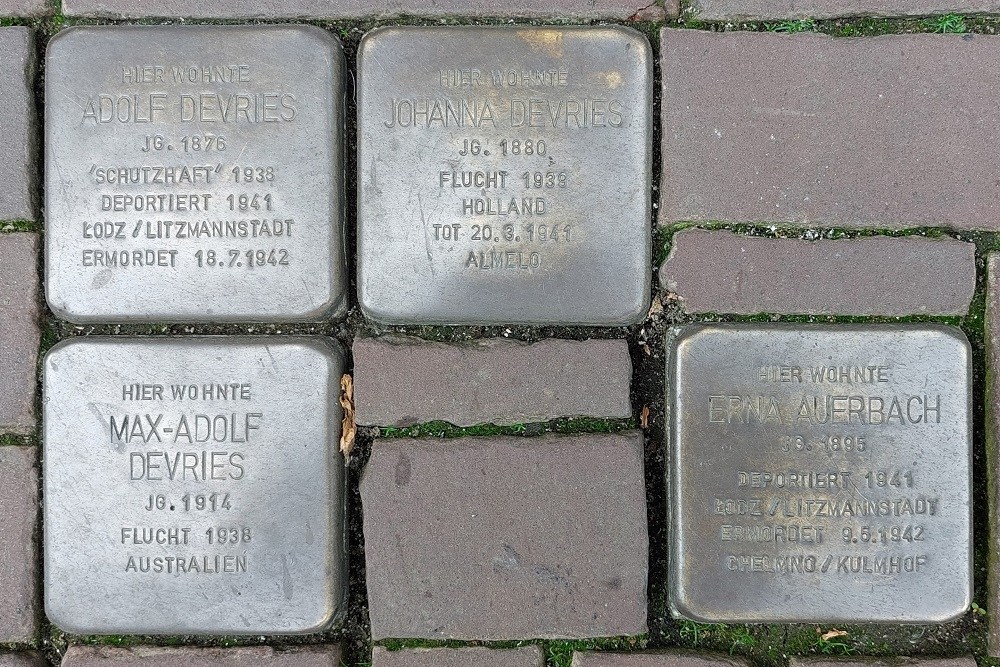 HIER WOHNTE
ADOLF DEVRIES
JG. 1876
'SCHUTZHAFT' 1938
DEPORTIERT 1941
ŁODZ/LITZMANNSTADT
ERMORDET 18.7.1942
HIER WOHNTE
JOHANNA DEVRIES
JG. 1880
FLUCHT 1939
HOLLAND
TOT 20.3.1941
ALMELO
HIER WOHNTE
MAX-ADOLF
DEVRIES
JG. 1914
FLUCHT 1938
AUSTRALIEN
HIER WOHNTE
ERNA AUERBACH
JG. 1895
DEPORTIERT 1941
ŁODZ/LITZMANNSTADT
ERMORDET 9.5.1942
CHELMNO/KULMHOF